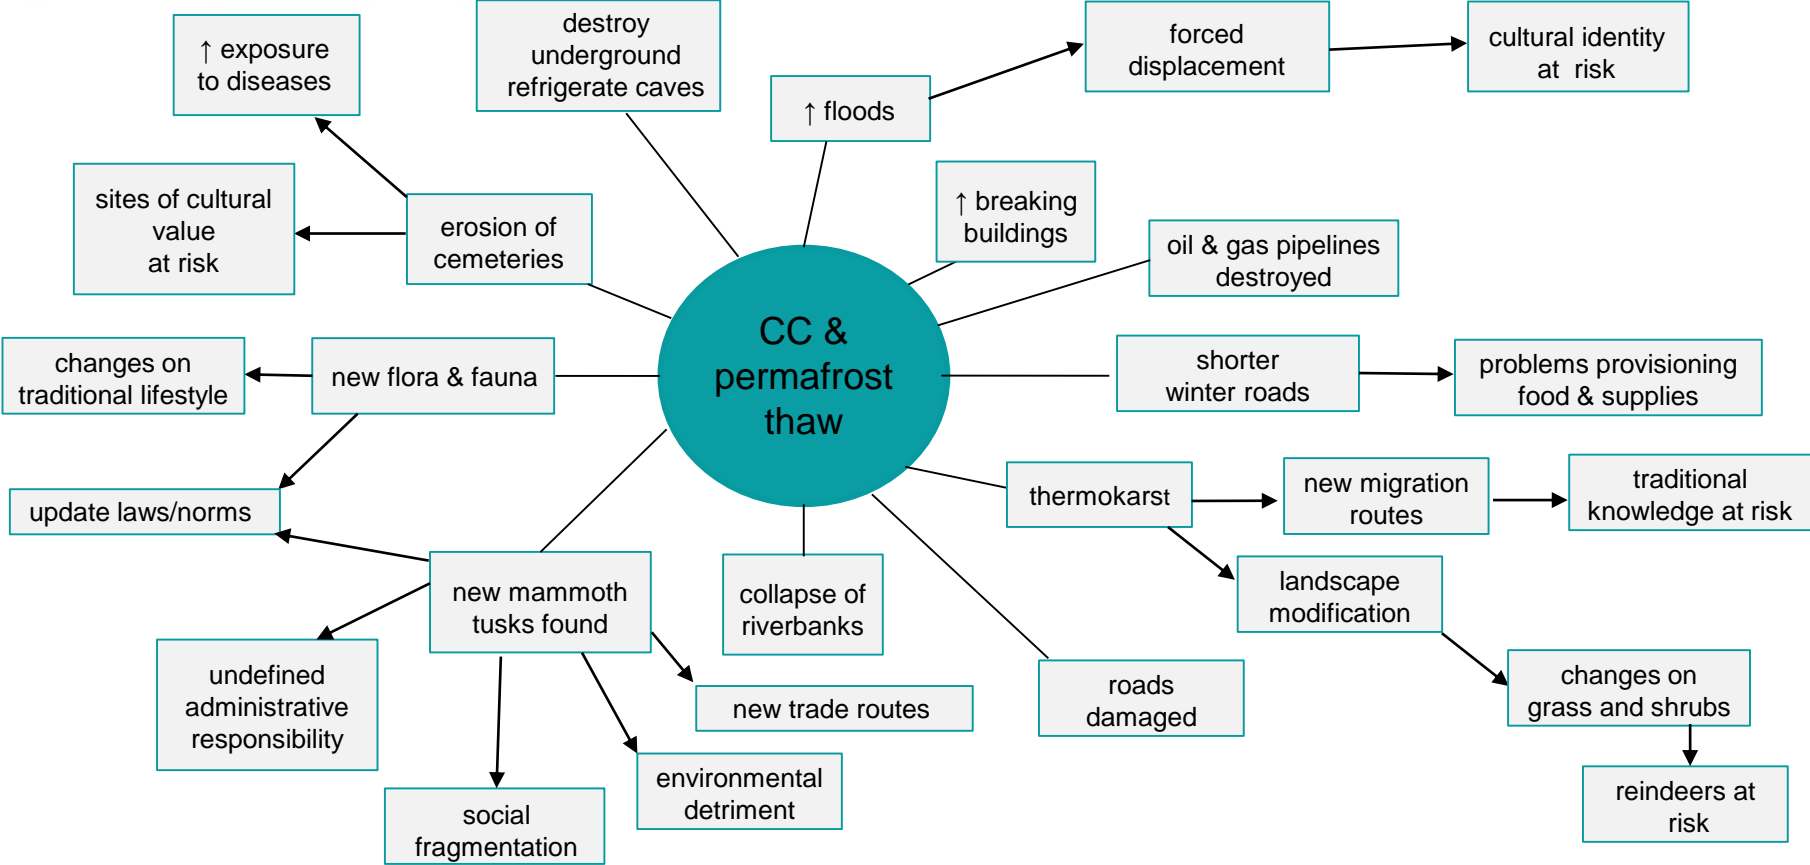 destroy
underground
refrigerate caves
↑ exposure
to diseases
forced
displacement
cultural identity
at risk
↑ floods
sites of cultural
value
at risk
erosion of
cemeteries
↑ breaking
buildings
oil & gas pipelines
destroyed
CC &
permafrost
thaw
changes on
traditional lifestyle
new flora & fauna
shorter
winter roads
problems provisioning
food & supplies
update laws/norms
thermokarst
new migration
routes
traditional
knowledge at risk
new mammoth
tusks found
collapse of
riverbanks
landscape
modification
undefined
administrative
responsibility
new trade routes
roads
damaged
changes on
grass and shrubs
social
fragmentation
environmental
detriment
reindeers at
risk